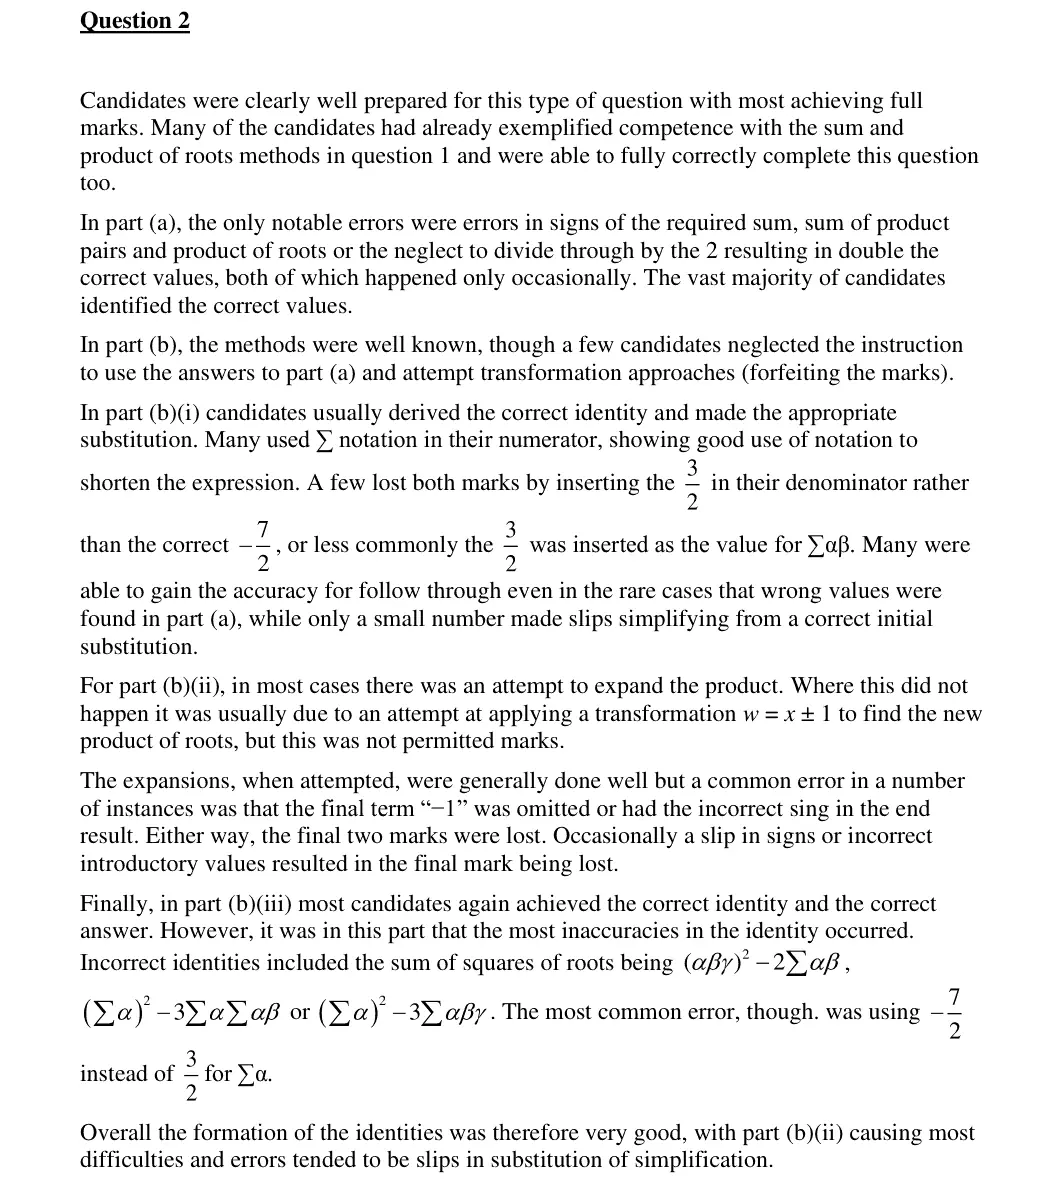 Question 2
Candidates were clearly well prepared for this type of question with most achieving full
marks. Many of the candidates had already exemplified competence with the sum and
product of roots methods in question 1 and were able to fully correctly complete this question
too.
In part (a), the only notable errors were errors in signs of the required sum, sum of product
pairs and product of roots or the neglect to divide through by the 2 resulting in double the
correct values, both of which happened only occasionally. The vast majority of candidates
identified the correct values.
In part (b), the methods were well known, though a few candidates neglected the instruction
to use the answers to part (a) and attempt transformation approaches (forfeiting the marks).
In part (b)(i) candidates usually derived the correct identity and made the appropriate
substitution. Many used ∑ notation in their numerator, showing good use of notation to
shorten the expression. A few lost both marks by inserting the 3/2 in their denominator rather
than the correct −7/2, or less commonly the 3/2 was inserted as the value for ∑αβ. Many were
able to gain the accuracy for follow through even in the rare cases that wrong values were
found in part (a), while only a small number made slips simplifying from a correct initial
substitution.
For part (b)(ii), in most cases there was an attempt to expand the product. Where this did not
happen it was usually due to an attempt at applying a transformation w = x ± 1 to find the new
product of roots, but this was not permitted marks.
The expansions, when attempted, were generally done well but a common error in a number
of instances was that the final term “−1” was omitted or had the incorrect sing in the end
result. Either way, the final two marks were lost. Occasionally a slip in signs or incorrect
introductory values resulted in the final mark being lost.
Finally, in part (b)(iii) most candidates again achieved the correct identity and the correct
answer. However, it was in this part that the most inaccuracies in the identity occurred.
Incorrect identities included the sum of squares of roots being (αβγ)² − 2∑αβ,
(∑α)² − 3∑α∑αβ or (∑α)² − 3∑αβγ. The most common error, though. was using −7/2
instead of 3/2 for ∑α.
Overall the formation of the identities was therefore very good, with part (b)(ii) causing most
difficulties and errors tended to be slips in substitution of simplification.